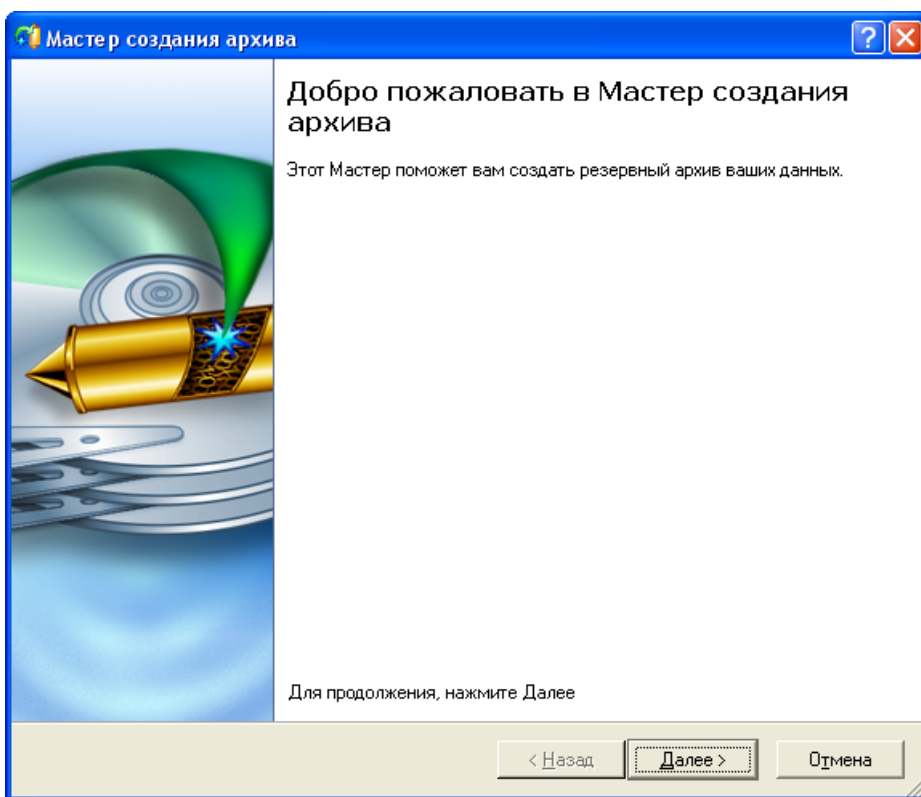 Мастер создания архива
Добро пожаловать в Мастер создания
архива
Этот Мастер поможет вам создать резервный архив ваших данных.
Для продолжения, нажмите Далее
< Назад Далее > Отмена